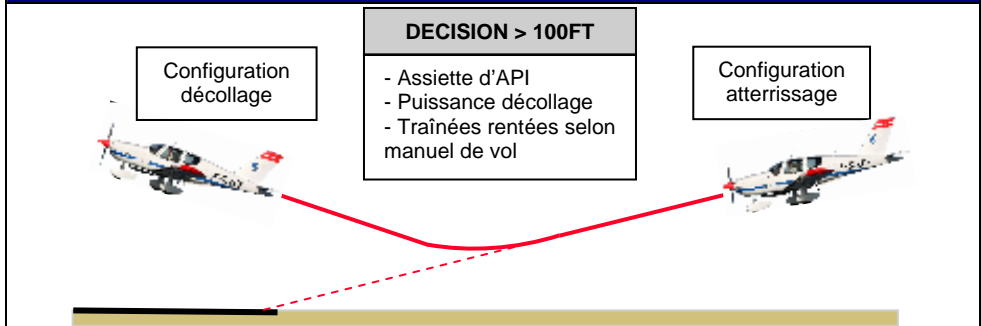 DECISION > 100FT
- Assiette d'API
- Puissance décollage
- Traînées rentées selon
manuel de vol
Configuration
décollage
Configuration
atterrissage